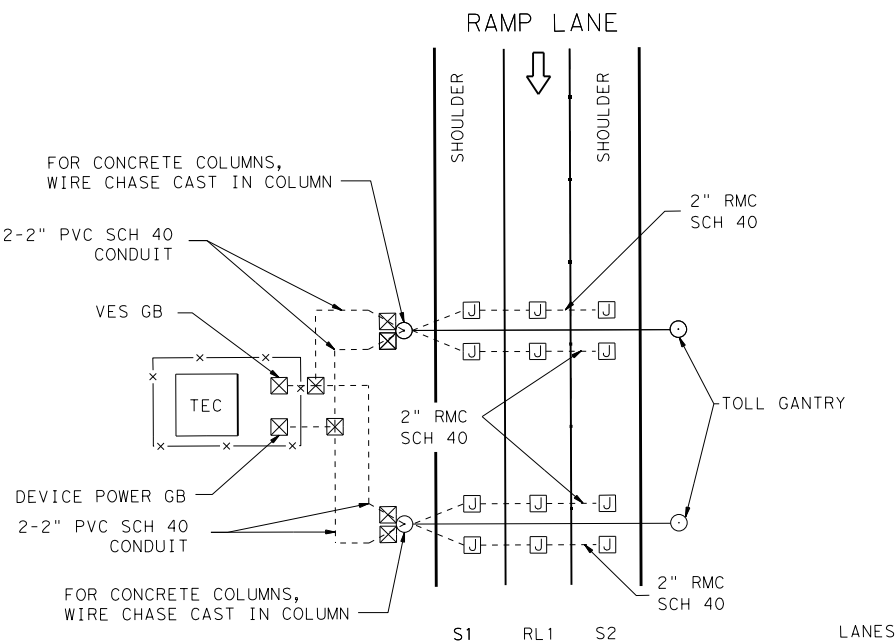 RAMP LANE
SHOULDER
SHOULDER
FOR CONCRETE COLUMNS,
WIRE CHASE CAST IN COLUMN
2" RMC
SCH 40
2-2" PVC SCH 40
CONDUIT
VES GB
J
J
J
J
J
J
TEC
2" RMC
SCH 40
TOLL GANTRY
DEVICE POWER GB
2-2" PVC SCH 40
CONDUIT
J
J
J
J
J
J
FOR CONCRETE COLUMNS,
WIRE CHASE CAST IN COLUMN
2" RMC
SCH 40
S1 RL1 S2 LANES